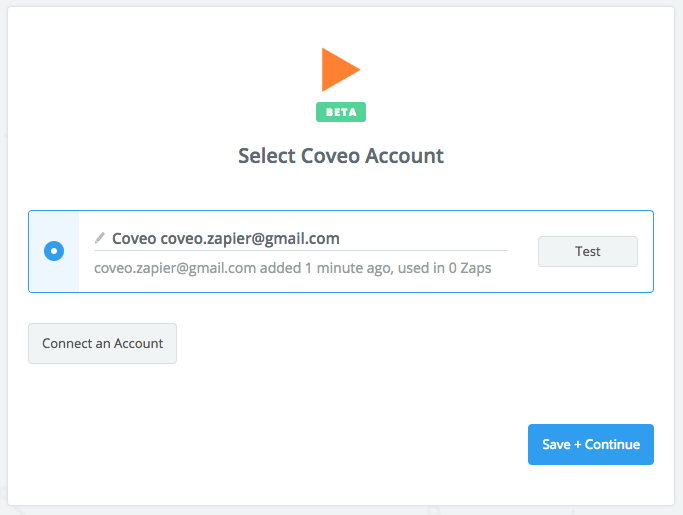 BETA
Select Coveo Account
Coveo coveo.zapier@gmail.com
coveo.zapier@gmail.com added 1 minute ago, used in 0 Zaps
Test
Connect an Account
Save + Continue